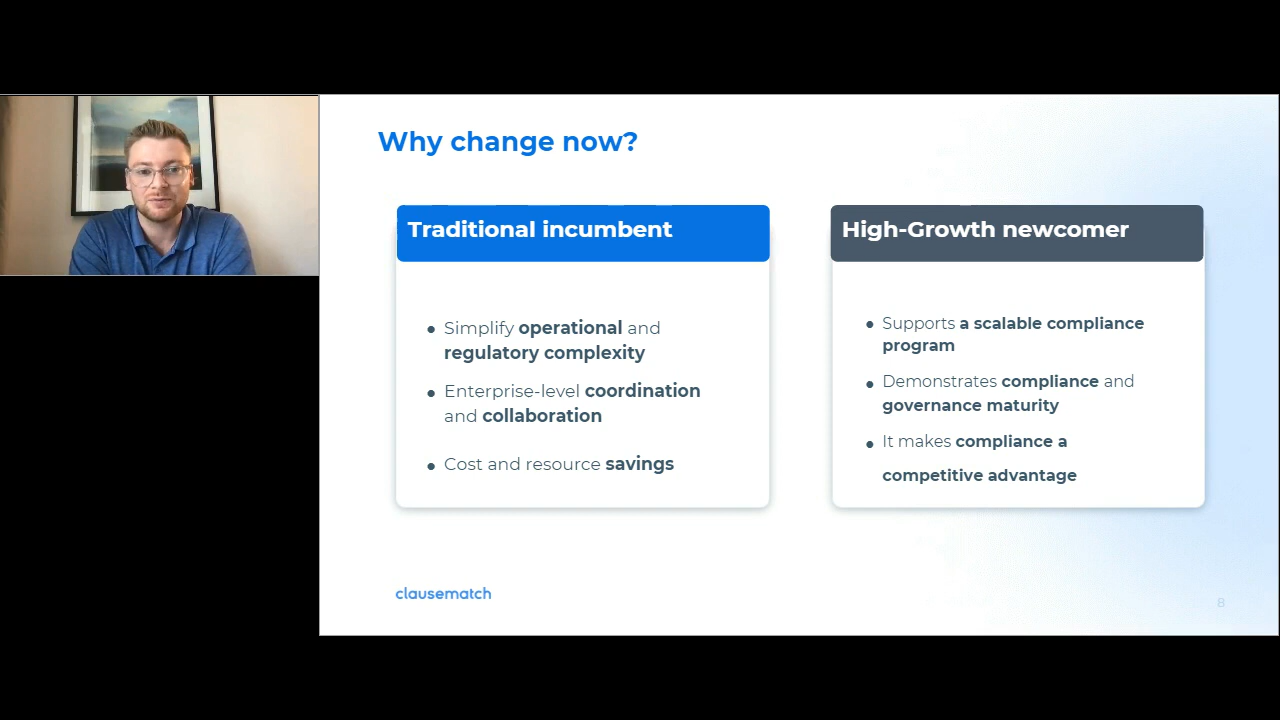 Why change now?
Traditional incumbent
Simplify operational and
regulatory complexity
Enterprise-level coordination
and collaboration
Cost and resource savings
High-Growth newcomer
Supports a scalable compliance
program
Demonstrates compliance and
governance maturity
It makes compliance a
competitive advantage
clausematch
8